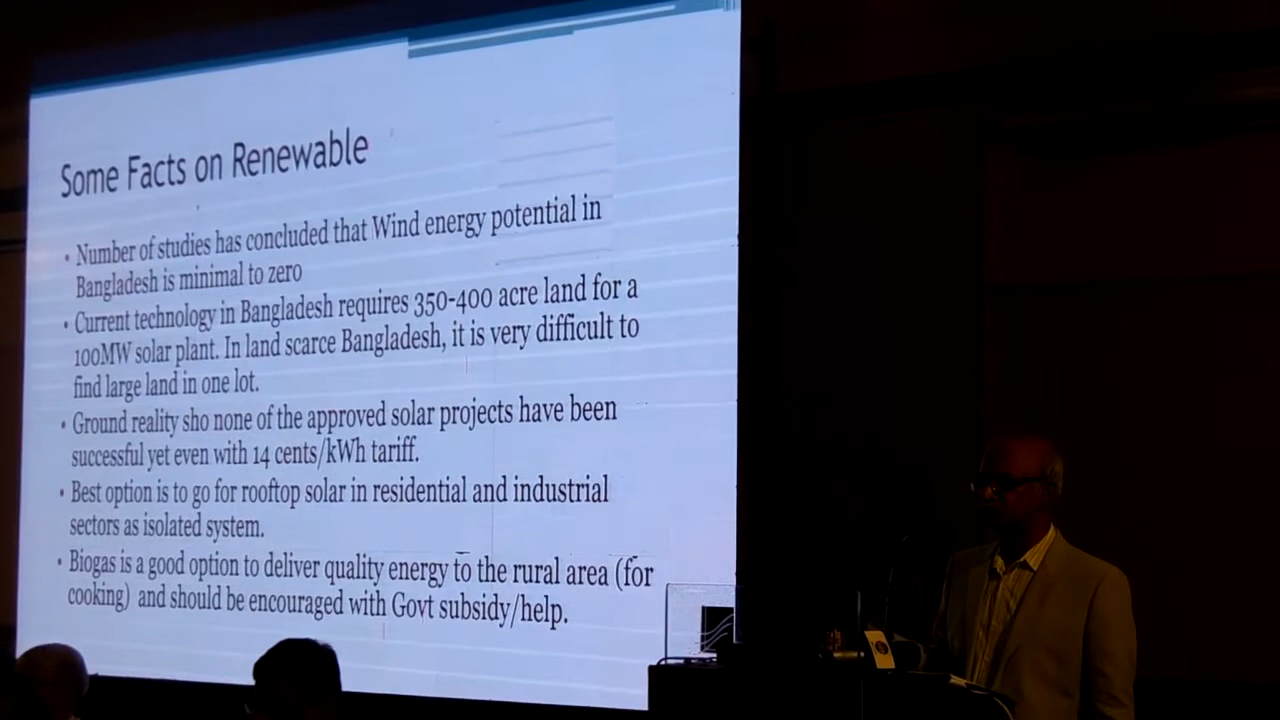 Some Facts on Renewable
• Number of studies has concluded that Wind energy potential in
Bangladesh is minimal to zero
• Current technology in Bangladesh requires 350-400 acre land for a
100MW solar plant. In land scarce Bangladesh, it is very difficult to
find large land in one lot.
• Ground reality sho none of the approved solar projects have been
successful yet even with 14 cents/kWh tariff.
• Best option is to go for rooftop solar in residential and industrial
sectors as isolated system.
• Biogas is a good option to deliver quality energy to the rural area (for
cooking) and should be encouraged with Govt subsidy/help.